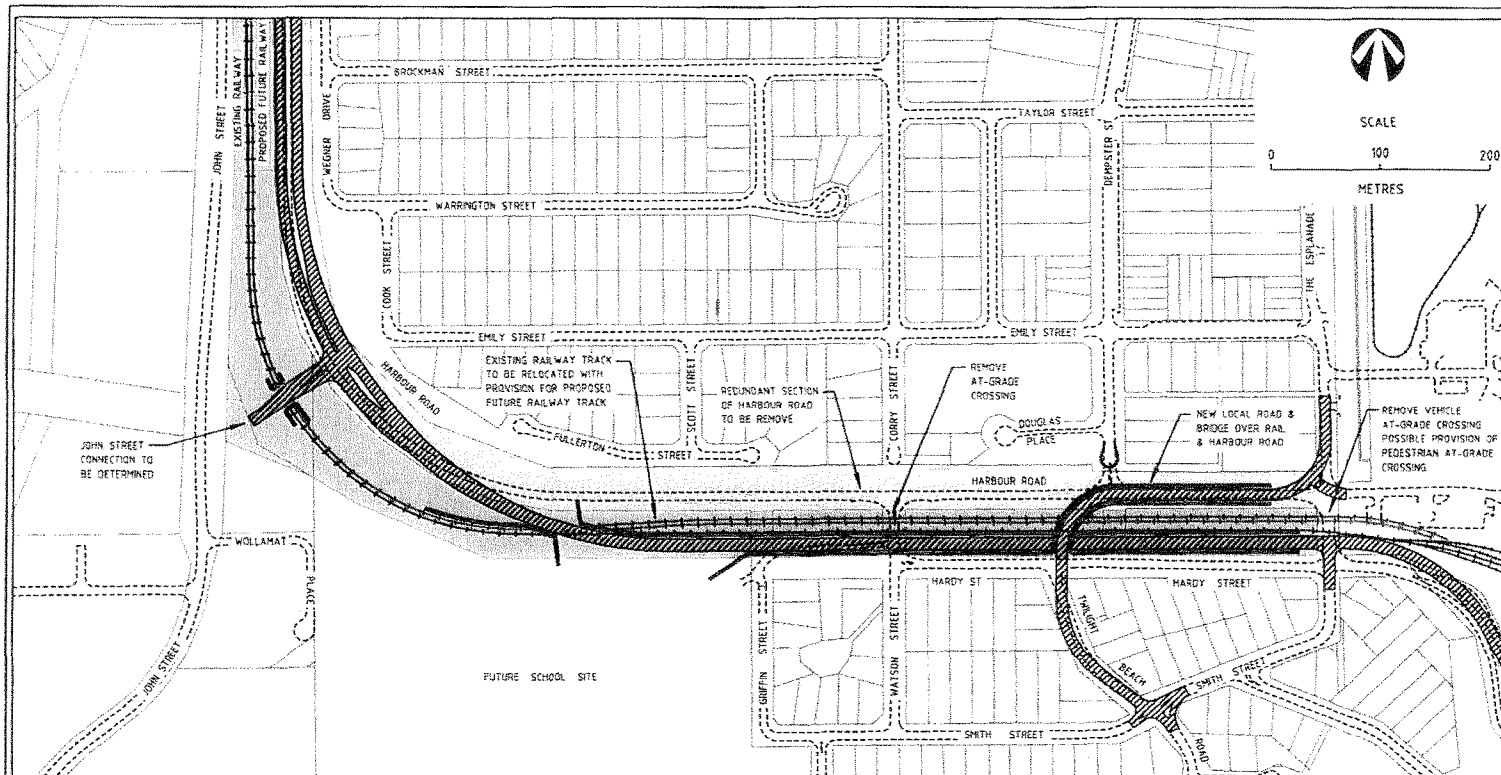 JOHN STREET
EXISTING RAILWAY
PROPOSED FUTURE RAILWAY
WEGNER DRIVE
BROCKMAN STREET
TAYLOR STREET
DEMPSTER ST
SCALE
0 100 200
METRES
WARRINGTON STREET
COOK STREET
THE ESPLANADE
EMILY STREET
EMILY STREET
HARBOUR ROAD
EXISTING RAILWAY TRACK
TO BE RELOCATED WITH
PROVISION FOR PROPOSED
FUTURE RAILWAY TRACK
SCOTT STREET
REDUNDANT SECTION
OF HARBOUR ROAD
TO BE REMOVE
CORRY STREET
REMOVE
AT-GRADE
CROSSING
DOUGLAS
PLACE
NEW LOCAL ROAD &
BRIDGE OVER RAIL
& HARBOUR ROAD
REMOVE VEHICLE
AT-GRADE CROSSING
POSSIBLE PROVISION OF
PEDESTRIAN AT-GRADE
CROSSING
JOHN STREET
CONNECTION TO
BE DETERMINED
FULLERTON
STREET
HARBOUR ROAD
WOLLAMAT
PLACE
HARDY ST
HARDY STREET
JOHN STREET
FUTURE SCHOOL SITE
GRIFFIN STREET
WATSON STREET
TWILIGHT
BEACH
ROAD
SMITH STREET
SMITH STREET